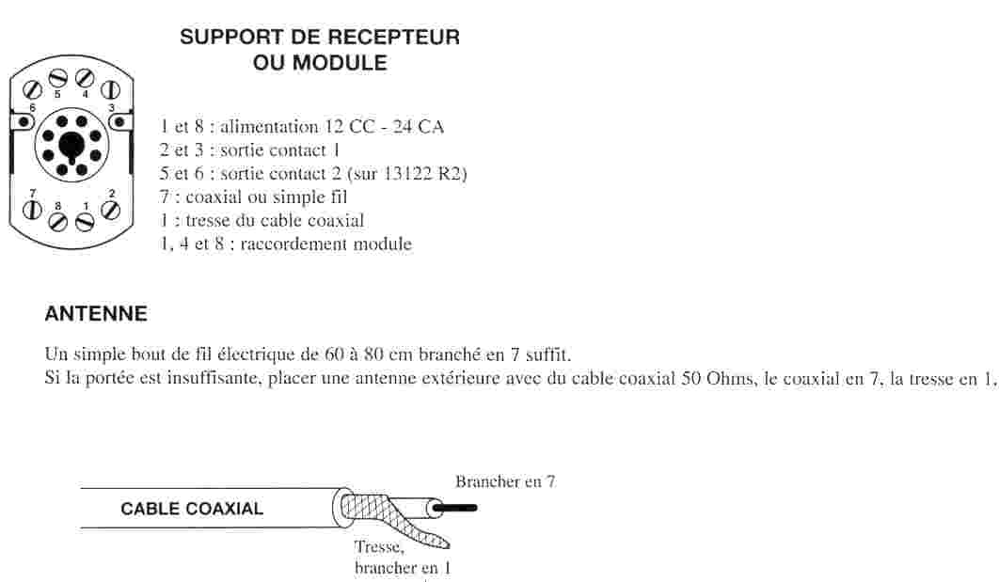 SUPPORT DE RECEPTEUR
OU MODULE
5 4
6 3
7 2
8 1
1 et 8 : alimentation 12 CC - 24 CA
2 et 3 : sortie contact 1
5 et 6 : sortie contact 2 (sur 13122 R2)
7 : coaxial ou simple fil
1 : tresse du cable coaxial
1, 4 et 8 : raccordement module
ANTENNE
Un simple bout de fil électrique de 60 à 80 cm branché en 7 suffit.
Si la portée est insuffisante, placer une antenne extérieure avec du cable coaxial 50 Ohms, le coaxial en 7, la tresse en 1.
Brancher en 7
CABLE COAXIAL
Tresse,
brancher en 1